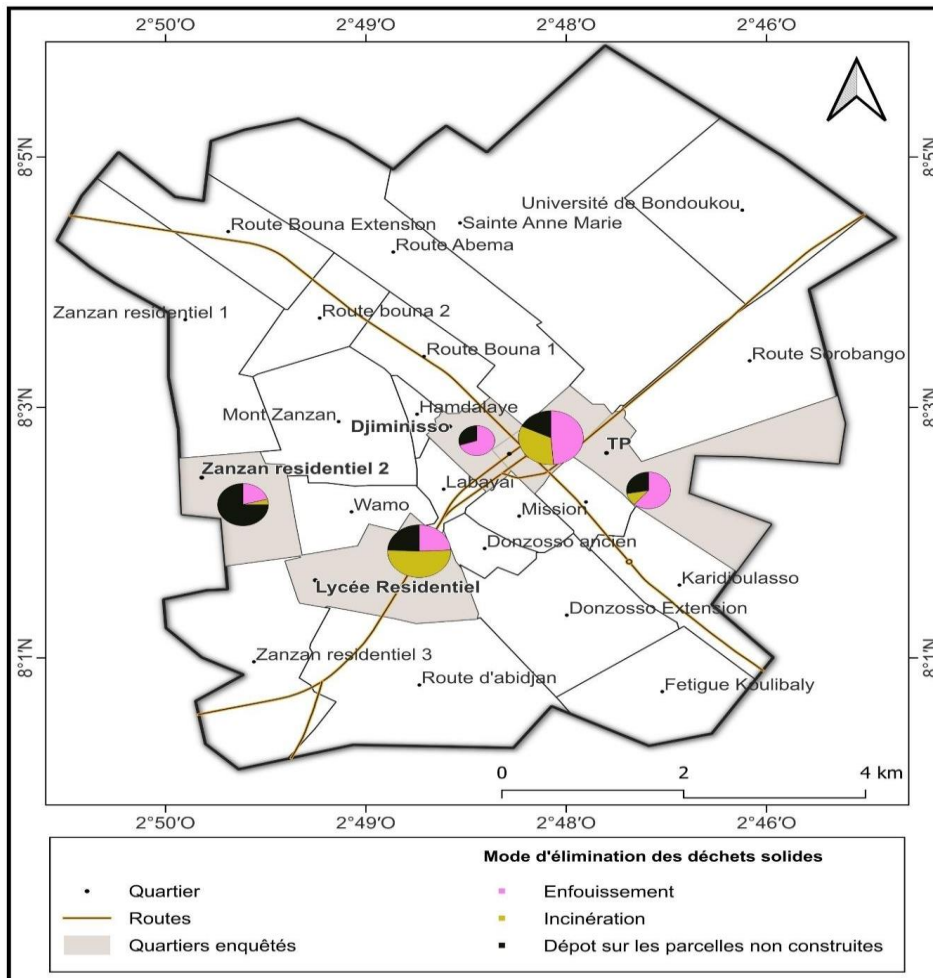 2°50'O 2°49'O 2°48'O 2°46'O
8°5'N 8°5'N
Université de Bondoukou
Route Bouna Extension
Sainte Anne Marie
Route Abema
Zanzan residentiel 1
Route bouna 2
Route Bouna 1
Route Sorobango
8°3'N 8°3'N
Mont Zanzan
Hamdalaye
Djiminisso
TP
Zanzan residentiel 2
Labayai
Wamo
Mission
Donzosso ancien
Lycée Residentiel
Karidioulasso
Donzosso Extension
8°1'N 8°1'N
Zanzan residentiel 3
Route d'abidjan
Fetigue Koulibaly
0 2 4 km
2°50'O 2°49'O 2°48'O 2°46'O
Mode d'élimination des déchets solides
Quartier
Routes
Quartiers enquêtés
Enfouissement
Incinération
Dépot sur les parcelles non construites